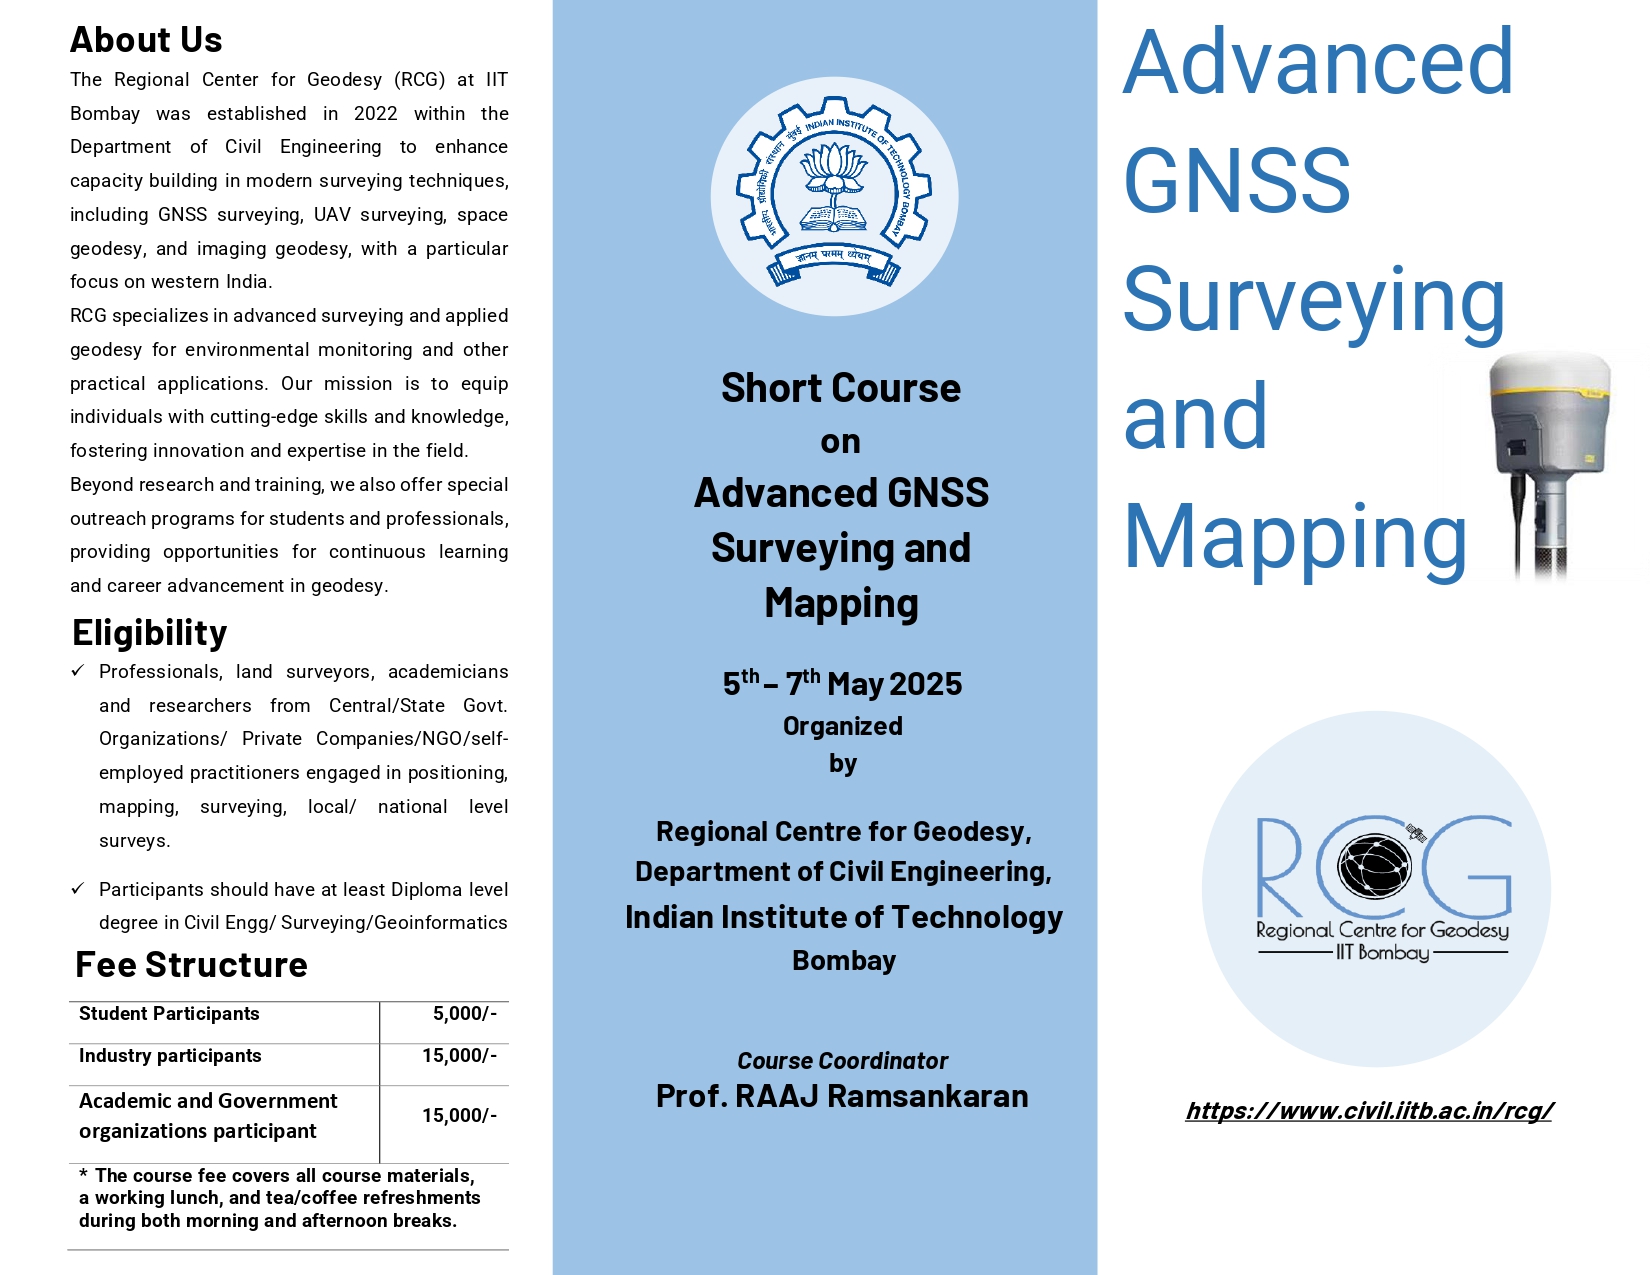 About Us
The Regional Center for Geodesy (RCG) at IIT
Bombay was established in 2022 within the
Department of Civil Engineering to enhance
capacity building in modern surveying techniques,
including GNSS surveying, UAV surveying, space
geodesy, and imaging geodesy, with a particular
focus on western India.
RCG specializes in advanced surveying and applied
geodesy for environmental monitoring and other
practical applications. Our mission is to equip
individuals with cutting-edge skills and knowledge,
fostering innovation and expertise in the field.
Beyond research and training, we also offer special
outreach programs for students and professionals,
providing opportunities for continuous learning
and career advancement in geodesy.
Eligibility
✓ Professionals, land surveyors, academicians
and researchers from Central/State Govt.
Organizations/ Private Companies/NGO/self-
employed practitioners engaged in positioning,
mapping, surveying, local/ national level
surveys.
✓ Participants should have at least Diploma level
degree in Civil Engg/ Surveying/Geoinformatics
Fee Structure
Student Participants 5,000/-
Industry participants 15,000/-
Academic and Government
organizations participant 15,000/-
* The course fee covers all course materials,
a working lunch, and tea/coffee refreshments
during both morning and afternoon breaks.
भारतीय प्रौद्योगिकी संस्थान मुंबई INDIAN INSTITUTE OF TECHNOLOGY BOMBAY
ज्ञानम् परमम् ध्येयम्
Short Course
on
Advanced GNSS
Surveying and
Mapping
5th – 7th May 2025
Organized
by
Regional Centre for Geodesy,
Department of Civil Engineering,
Indian Institute of Technology
Bombay
Course Coordinator
Prof. RAAJ Ramsankaran
Advanced
GNSS
Surveying
and
Mapping
RCG
Regional Centre for Geodesy
IIT Bombay
https://www.civil.iitb.ac.in/rcg/